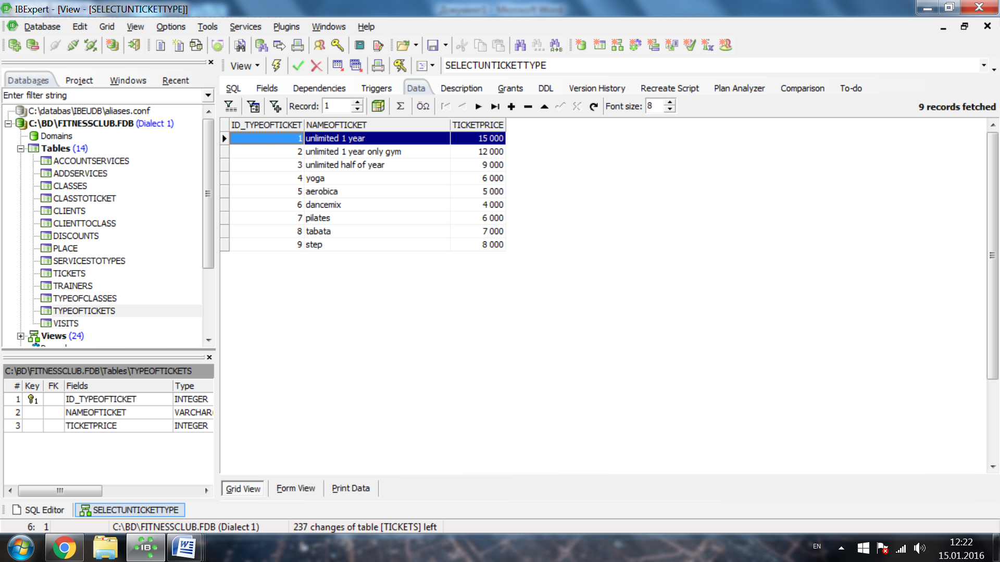 IBExpert - [View - [SELECTUNTICKETTYPE]]
Документ1 - Microsoft Word
Database Edit Grid View Options Tools Services Plugins Windows Help
View SELECTUNTICKETTYPE
Databases Project Windows Recent
Enter filter string
C:\databas\IBEUDB\aliases.conf
C:\BD\FITNESSCLUB.FDB (Dialect 1)
Domains
Tables (14)
ACCOUNTSERVICES
ADDSERVICES
CLASSES
CLASSTOTICKET
CLIENTS
CLIENTTOCLASS
DISCOUNTS
PLACE
SERVICESTOTYPES
TICKETS
TRAINERS
TYPEOFCLASSES
TYPEOFTICKETS
VISITS
Views (24)
C:\BD\FITNESSCLUB.FDB\Tables\TYPEOFTICKETS
# Key FK Fields Type
1 1 ID_TYPEOFTICKET INTEGER
2 NAMEOFTICKET VARCHAR(
3 TICKETPRICE INTEGER
SQL Fields Dependencies Triggers Data Description Grants DDL Version History Recreate Script Plan Analyzer Comparison To-do
Record: 1 Σ ÖΩ Font size: 8 9 records fetched
ID_TYPEOFTICKET NAMEOFTICKET TICKETPRICE
1 unlimited 1 year 15 000
2 unlimited 1 year only gym 12 000
3 unlimited half of year 9 000
4 yoga 6 000
5 aerobica 5 000
6 dancemix 4 000
7 pilates 6 000
8 tabata 7 000
9 step 8 000
Grid View Form View Print Data
SQL Editor SELECTUNTICKETTYPE
6: 1 C:\BD\FITNESSCLUB.FDB (Dialect 1) 237 changes of table [TICKETS] left
IB EN 12:22
15.01.2016